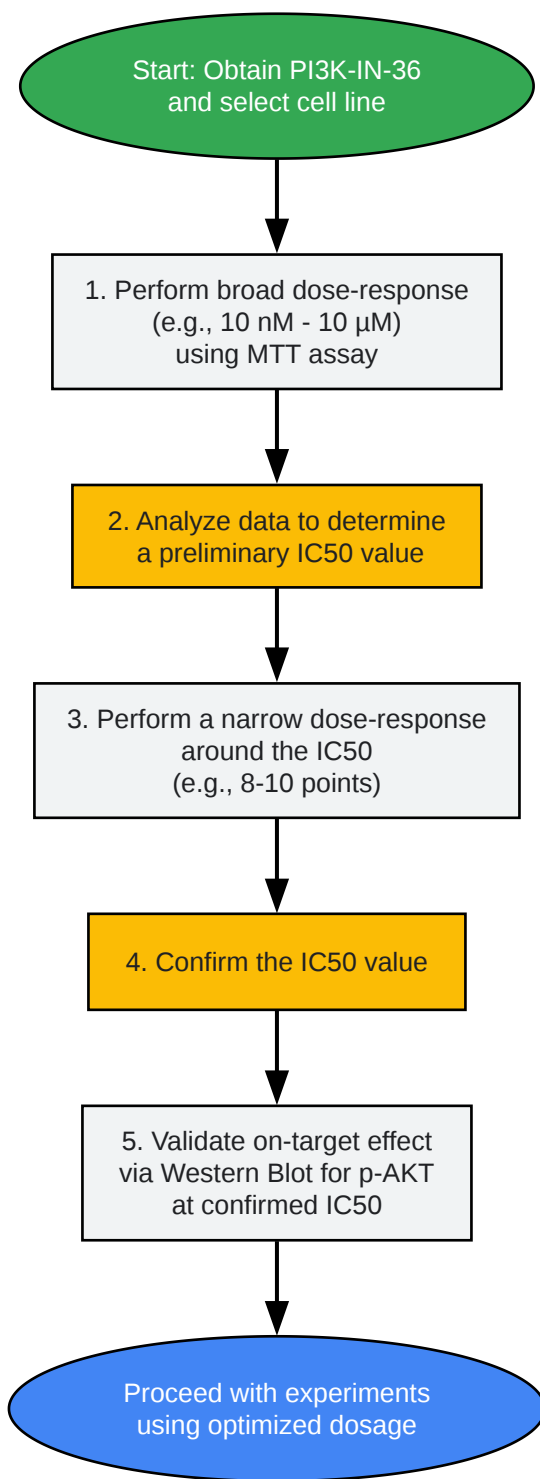 Start: Obtain PI3K-IN-36
and select cell line
1. Perform broad dose-response
(e.g., 10 nM - 10 µM)
using MTT assay
2. Analyze data to determine
a preliminary IC50 value
3. Perform a narrow dose-response
around the IC50
(e.g., 8-10 points)
4. Confirm the IC50 value
5. Validate on-target effect
via Western Blot for p-AKT
at confirmed IC50
Proceed with experiments
using optimized dosage